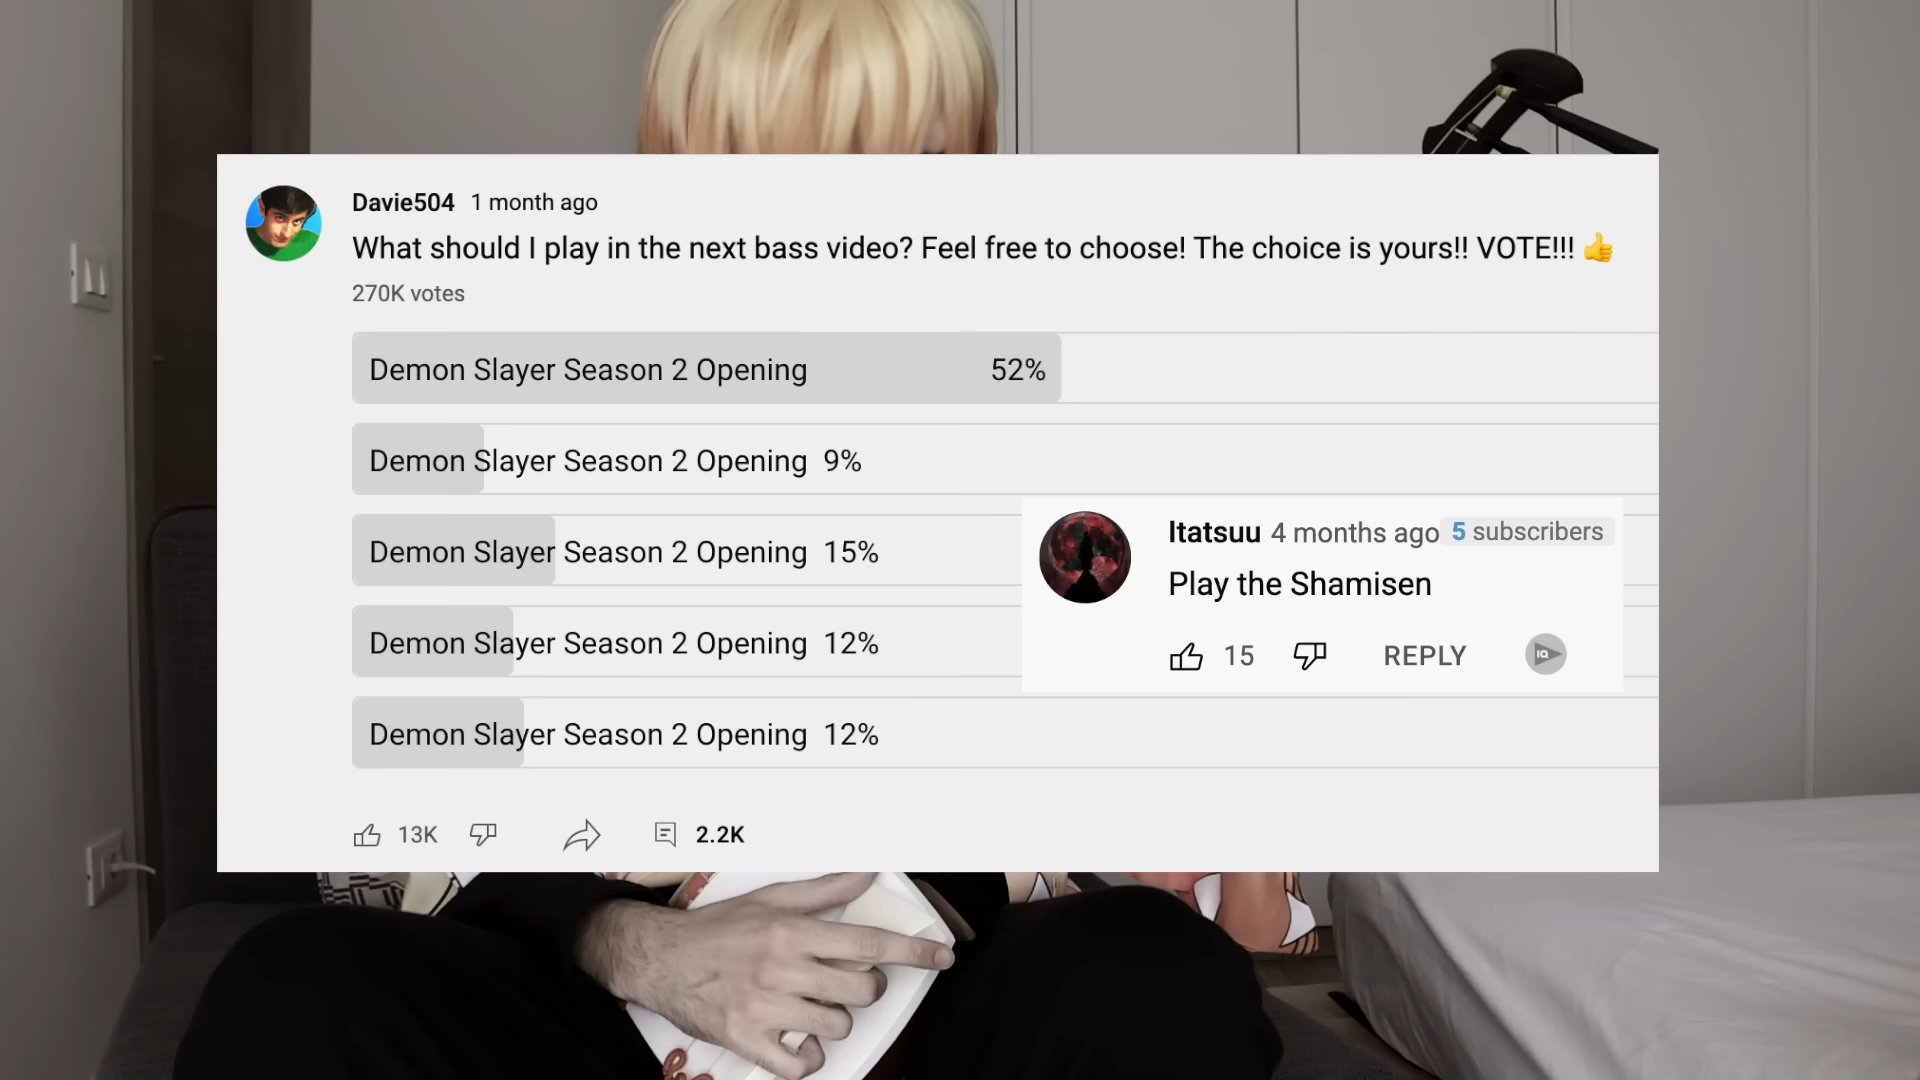 Davie504 1 month ago
What should I play in the next bass video? Feel free to choose! The choice is yours!! VOTE!!! 👍
270K votes
Demon Slayer Season 2 Opening 52%
Demon Slayer Season 2 Opening 9%
Demon Slayer Season 2 Opening 15%
Demon Slayer Season 2 Opening 12%
Demon Slayer Season 2 Opening 12%
13K 2.2K
Itatsuu 4 months ago 5 subscribers
Play the Shamisen
15 REPLY
IQ